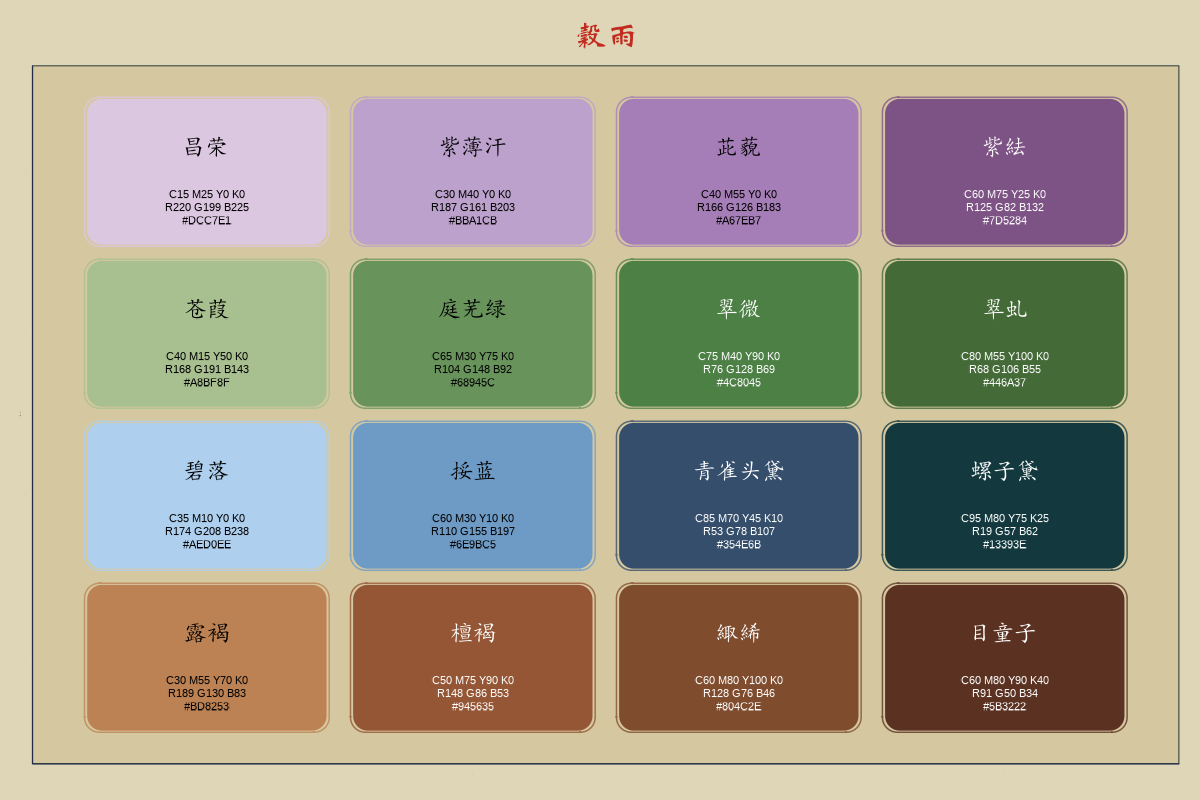 穀雨
昌荣
C15 M25 Y0 K0
R220 G199 B225
#DCC7E1
紫薄汗
C30 M40 Y0 K0
R187 G161 B203
#BBA1CB
茈藐
C40 M55 Y0 K0
R166 G126 B183
#A67EB7
紫紶
C60 M75 Y25 K0
R125 G82 B132
#7D5284
苍葭
C40 M15 Y50 K0
R168 G191 B143
#A8BF8F
庭芜绿
C65 M30 Y75 K0
R104 G148 B92
#68945C
翠微
C75 M40 Y90 K0
R76 G128 B69
#4C8045
翠虬
C80 M55 Y100 K0
R68 G106 B55
#446A37
碧落
C35 M10 Y0 K0
R174 G208 B238
#AED0EE
挼蓝
C60 M30 Y10 K0
R110 G155 B197
#6E9BC5
青雀头黛
C85 M70 Y45 K10
R53 G78 B107
#354E6B
螺子黛
C95 M80 Y75 K25
R19 G57 B62
#13393E
露褐
C30 M55 Y70 K0
R189 G130 B83
#BD8253
檀褐
C50 M75 Y90 K0
R148 G86 B53
#945635
緅絺
C60 M80 Y100 K0
R128 G76 B46
#804C2E
目童子
C60 M80 Y90 K40
R91 G50 B34
#5B3222